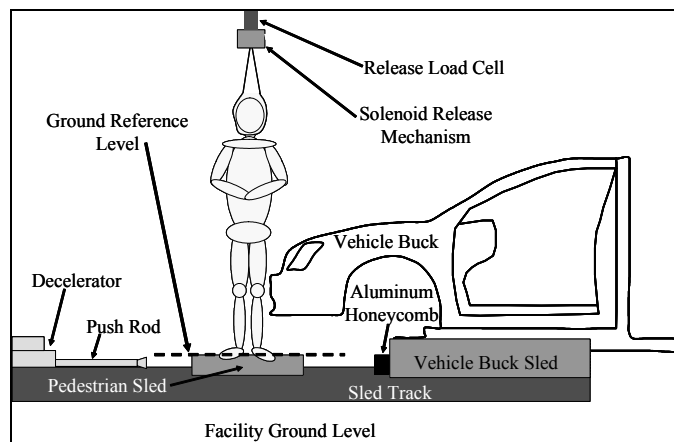 Release Load Cell
Solenoid Release
Mechanism
Ground Reference
Level
Vehicle Buck
Decelerator
Aluminum
Honeycomb
Push Rod
Pedestrian Sled
Vehicle Buck Sled
Sled Track
Facility Ground Level